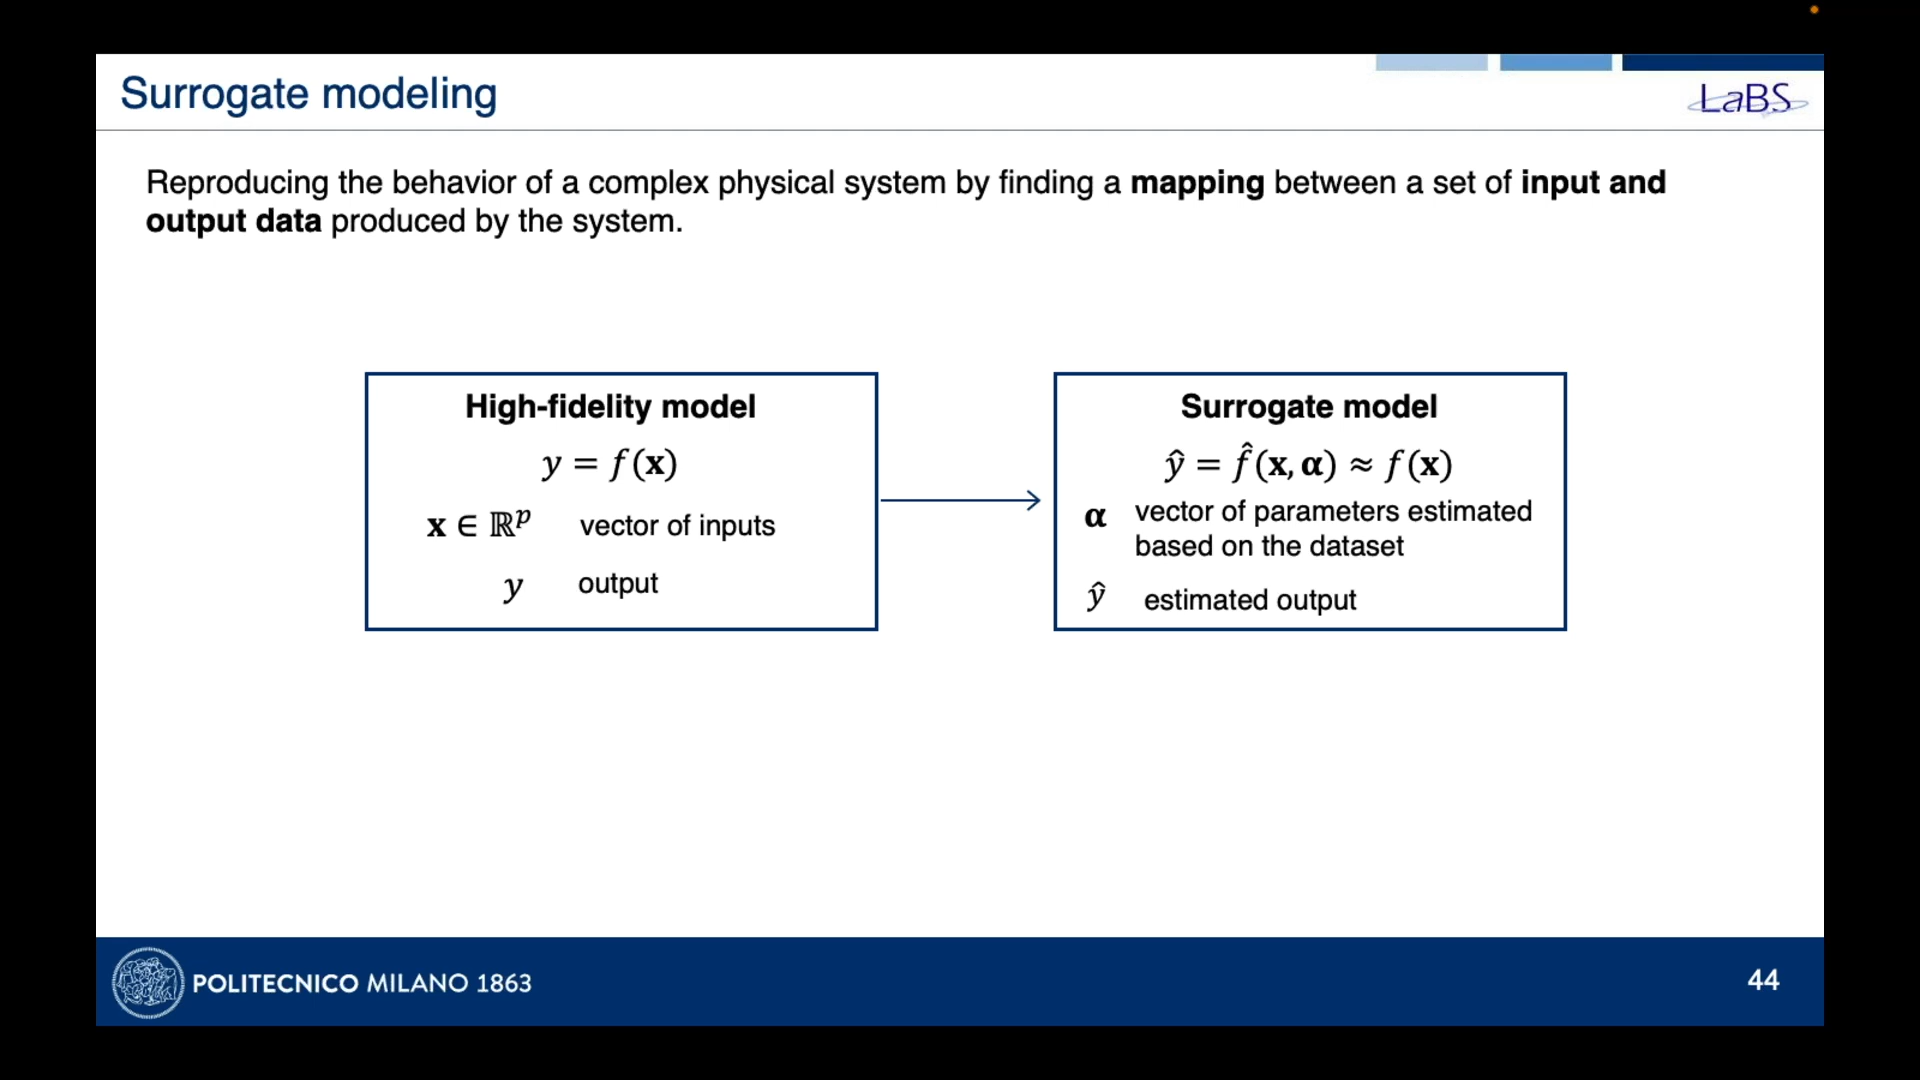 Surrogate modeling
LaBS
Reproducing the behavior of a complex physical system by finding a mapping between a set of input and
output data produced by the system.
High-fidelity model
y = f(x)
x ∈ ℝᵖ vector of inputs
y output
Surrogate model
ŷ = f̂(x, α) ≈ f(x)
α vector of parameters estimated
based on the dataset
ŷ estimated output
POLITECNICO MILANO 1863
44